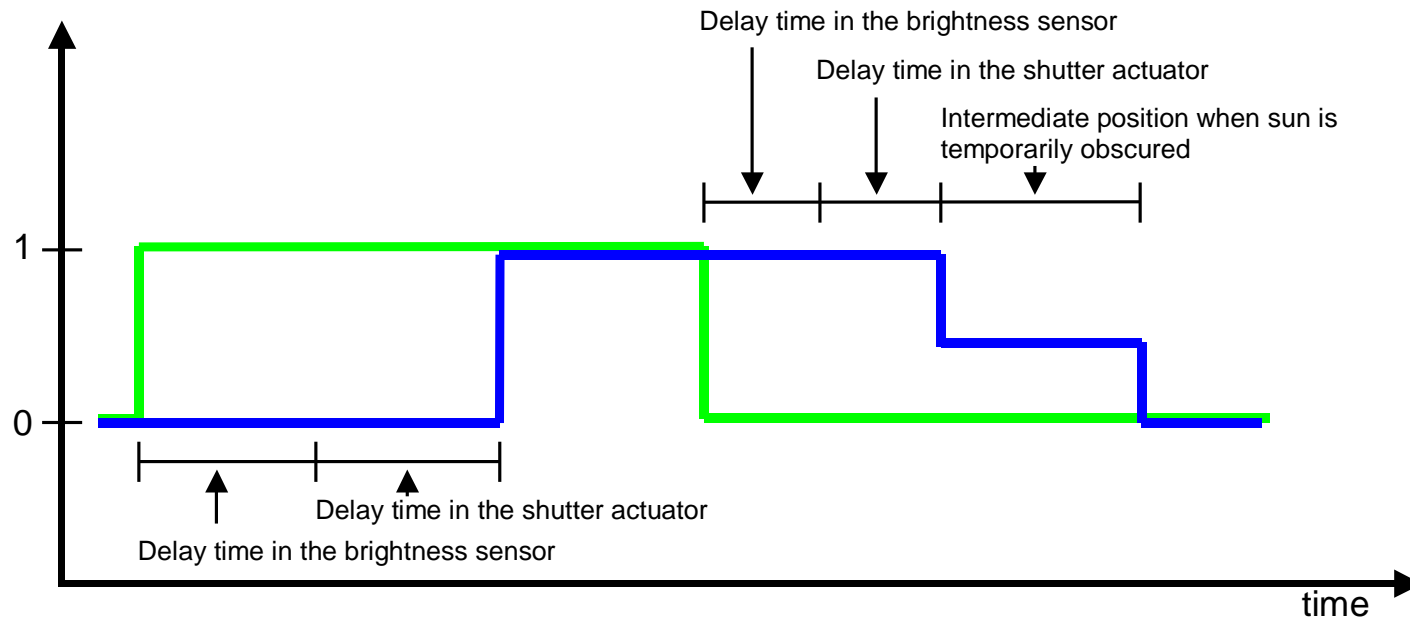 Delay time in the brightness sensor
Delay time in the shutter actuator
Intermediate position when sun is
temporarily obscured
1
0
Delay time in the shutter actuator
Delay time in the brightness sensor
time